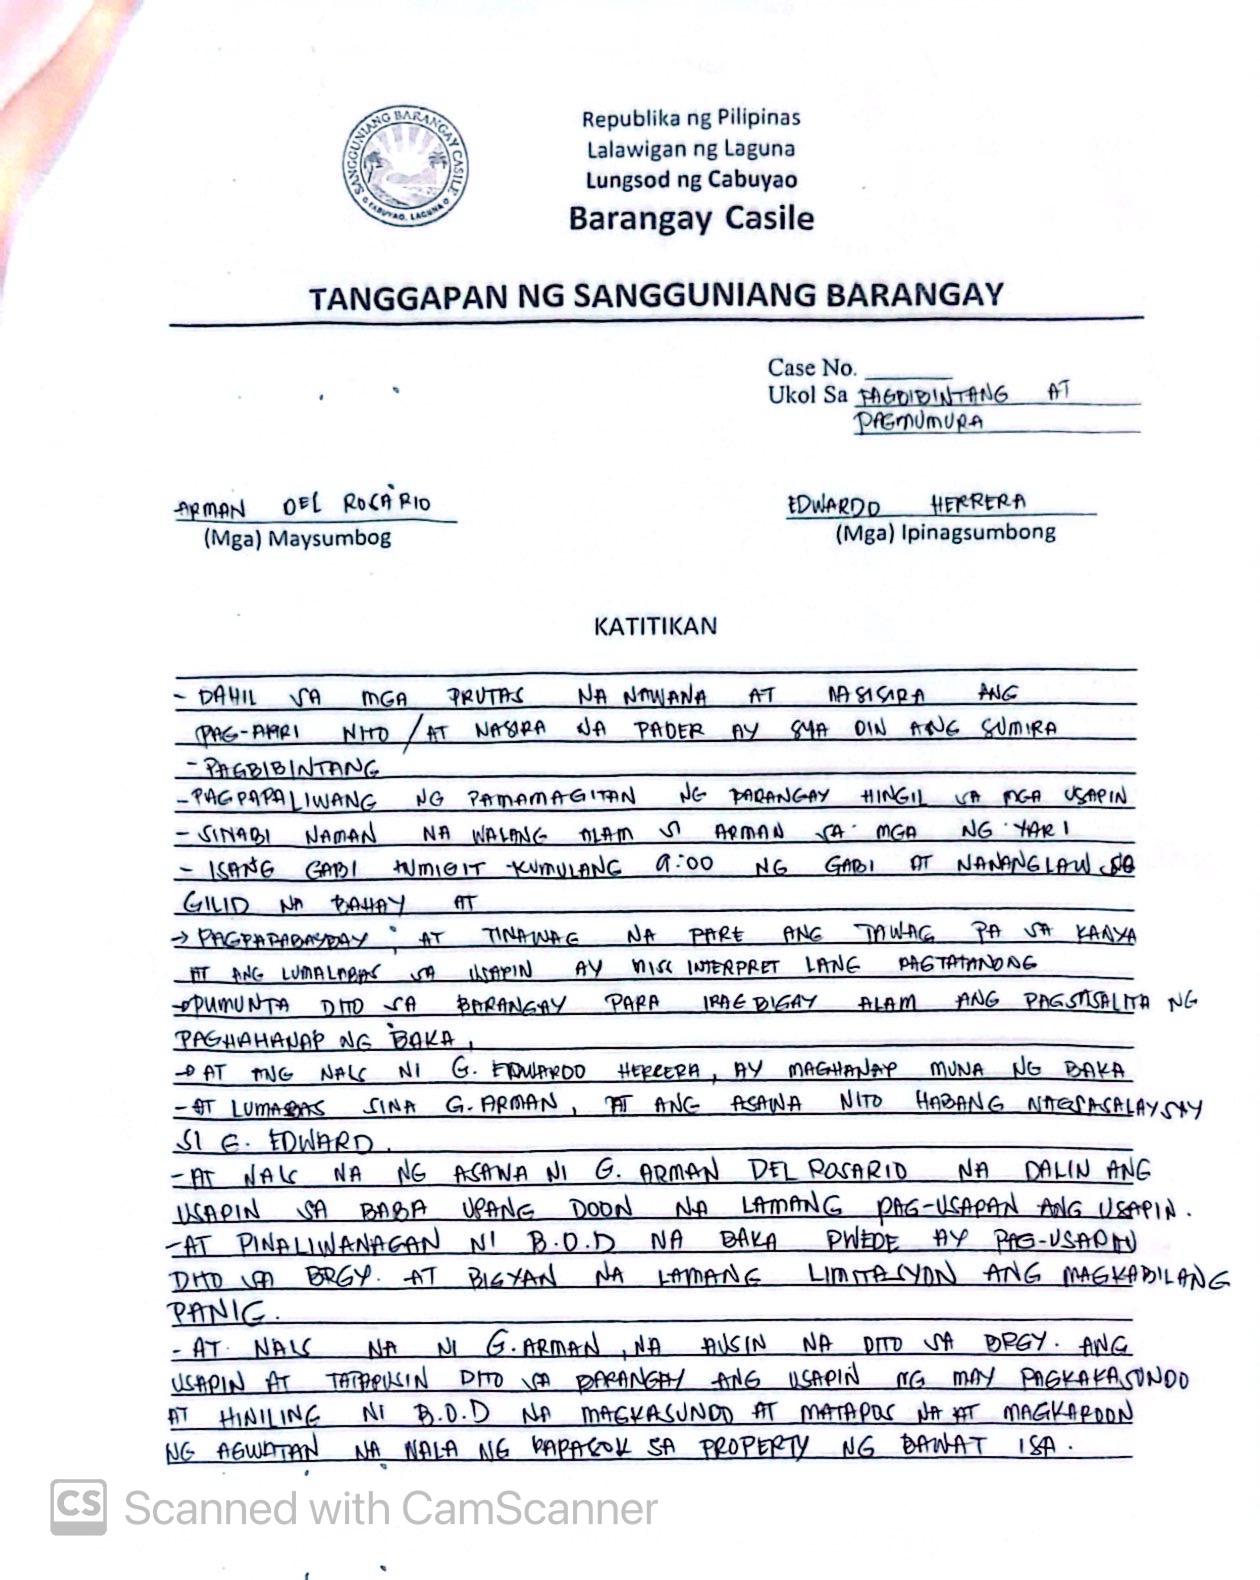 SANGGUNIANG BARANGAY CASILE
CABUYAO, LAGUNA
Republika ng Pilipinas
Lalawigan ng Laguna
Lungsod ng Cabuyao
Barangay Casile
TANGGAPAN NG SANGGUNIANG BARANGAY
Case No.
Ukol Sa PAGBIBINTANG AT
PAGMUMURA
ARMAN DEL ROSARIO
(Mga) Maysumbog
EDWARDO HERRERA
(Mga) Ipinagsumbong
KATITIKAN
- DAHIL SA MGA PRUTAS NA NAWANA AT NASISIRA ANG
PAG-AARI NITO / AT NASIRA NA PADER AY SYA DIN ANG SUMIRA
- PAGBIBINTANG
- PAGPAPALIWANG NG PAMAMAGITAN NG BARANGAY HINGIL SA MGA USAPIN
- SINABI NAMAN NA WALANG ALAM SI ARMAN SA MGA NG YARI
- ISANG GABI HUMIGIT KUMULANG 9:00 NG GABI AT NANANGLAW SA
GILID NA BAHAY AT
→ ; AT TINAWAG NA PARE ANG TAWAG PA SA KANYA
AT ANG LUMALABAS SA USAPIN AY MISS INTERPRET LANG PAGTATANONG
→ PUMUNTA DITO SA BARANGAY PARA IPAGBIGAY ALAM ANG PAGSASALITA NG
PAGHAHANAP NG BAKA,
→ AT ANG NAIS NI G. EDWARDO HERRERA, AY MAGHANAP MUNA NG BAKA
- AT LUMABAS SINA G. ARMAN, AT ANG ASAWA NITO HABANG NAGSASALAYSAY
SI G. EDWARD.
- AT NAIS NA NG ASAWA NI G. ARMAN DEL ROSARIO NA DALIN ANG
USAPIN SA BABA UPANG DOON NA LAMANG PAG-USAPAN ANG USAPIN.
- AT PINALIWANAGAN NI B.O.D NA BAKA PWEDE AY PAG-USAPAN
DITO SA BRGY. AT BIGYAN NA LAMANG LIMITASYON ANG MAGKABILANG
PANIG.
- AT NAIS NA NI G. ARMAN, NA AUSIN NA DITO SA BRGY. ANG
USAPIN AT TATAPUSIN DITO SA BARANGAY ANG USAPIN NG MAY PAGKAKASUNDO
AT HINILING NI B.O.D NA MAGKASUNDO AT MATAPOS NA AT MAGKAROON
NG AGWATAN NA NALA NG PAPASOK SA PROPERTY NG BAWAT ISA.
CS Scanned with CamScanner